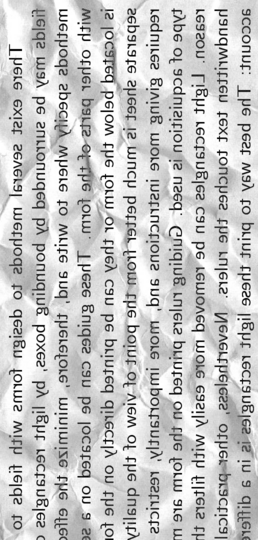 There exist several methods to design forms with fields to
fields may be surrounded by bounding boxes, by light rectangles
methods specify where to write and, therefore, minimize the
with other parts of the form. These guides can be located on a
is located below the form or they can be printed directly on the
separate sheet is much better from the point of view of the quality
requires giving more instructions and, more importantly, restricts
type of acquisition is used. Guiding rulers printed on the form are
reason. Light rectangles can be removed more easily with filters
handwritten text touches the rulers. Nevertheless, other practical
account: The best way to print these light rectangles is in a